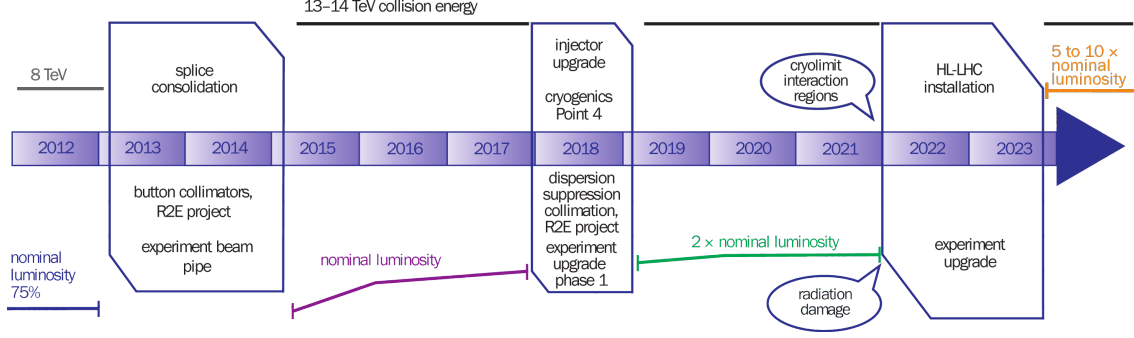 13–14 TeV collision energy
8 TeV
splice
consolidation
injector
upgrade
cryogenics
Point 4
cryolimit
interaction
regions
HL-LHC
installation
5 to 10 ×
nominal
luminosity
2012 2013 2014 2015 2016 2017 2018 2019 2020 2021 2022 2023
button collimators,
R2E project
experiment beam
pipe
dispersion
suppression
collimation,
R2E project
experiment
upgrade
phase 1
nominal
luminosity
75%
nominal luminosity
2 × nominal luminosity
radiation
damage
experiment
upgrade